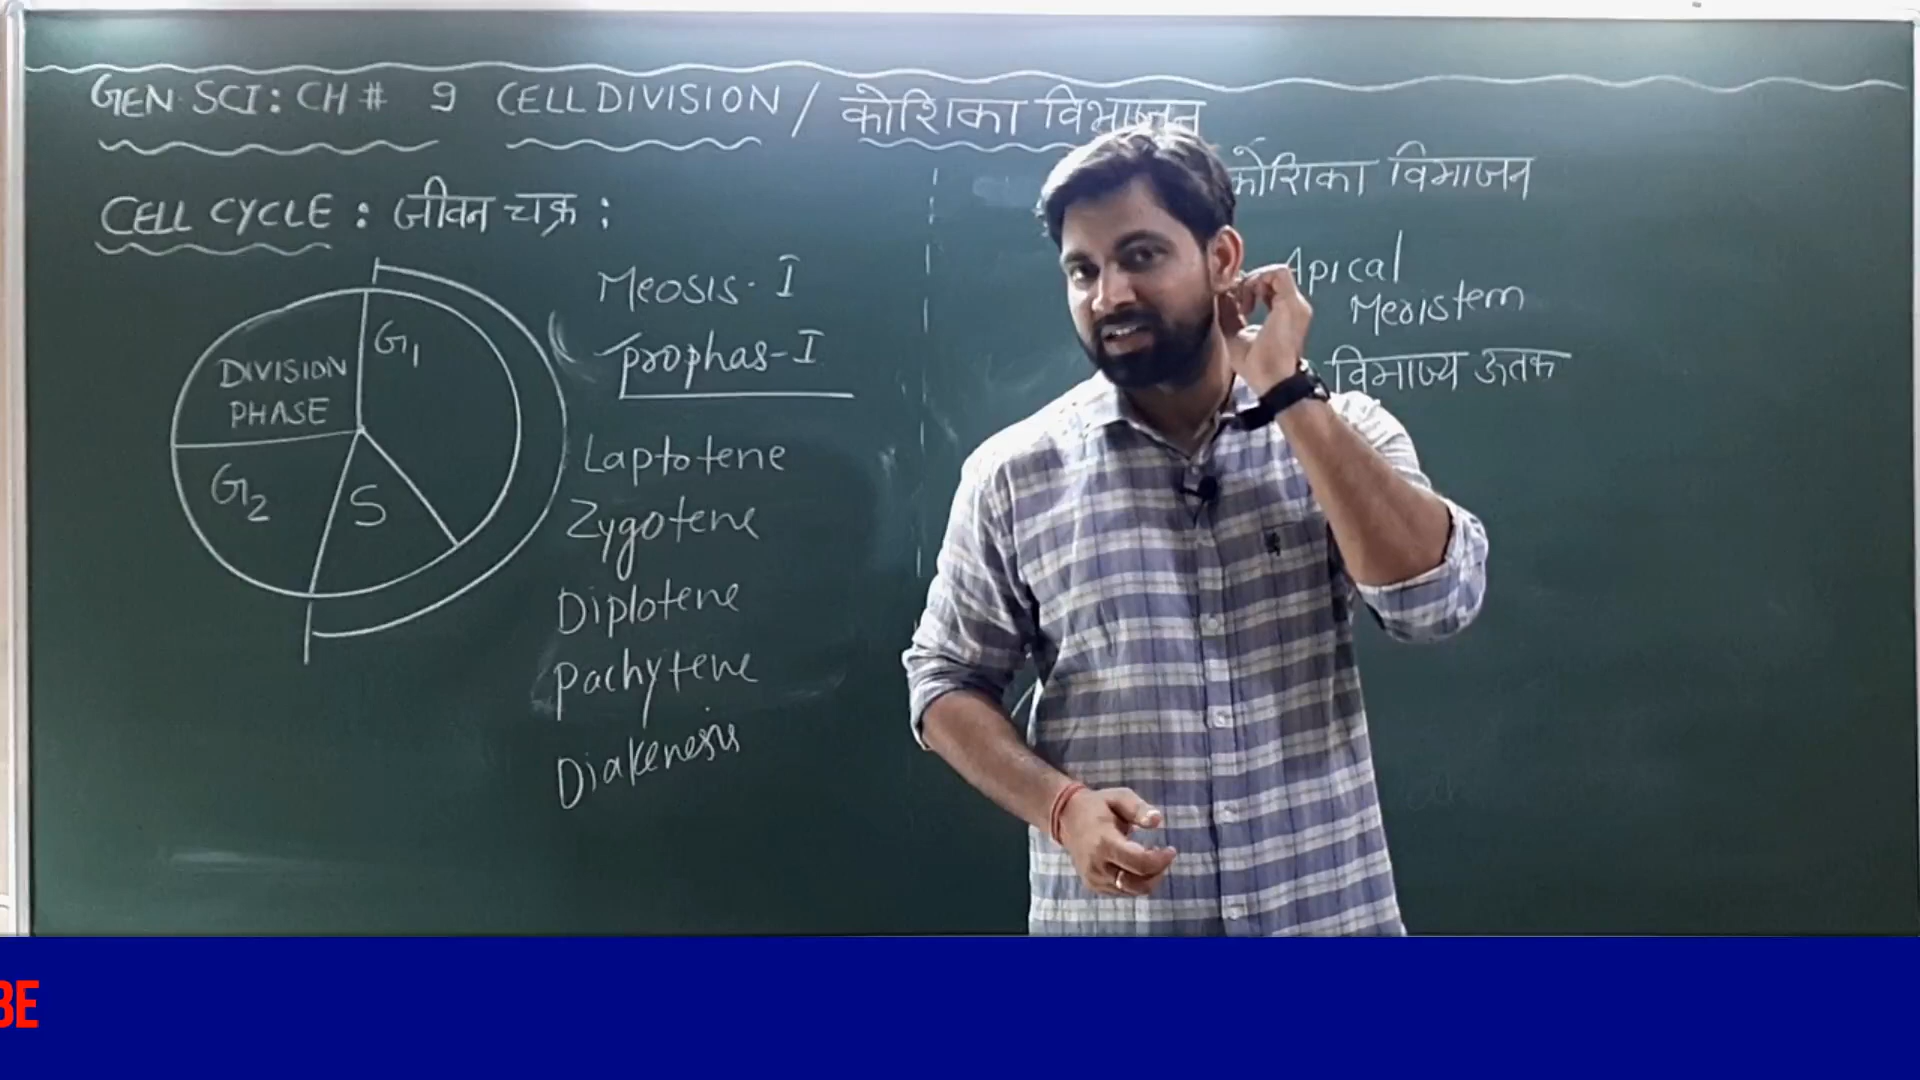 GEN SCI: CH # 9 CELL DIVISION / कोशिका विभाजन
CELL CYCLE : जीवन चक्र :
DIVISION
PHASE
G1
G2
S
Meosis - I
prophas-I
Laptotene
Zygotene
Diplotene
Pachytene
Diakenesis
कोशिका विभाजन
Apical
Meristem
विभाज्य ऊतक
BE